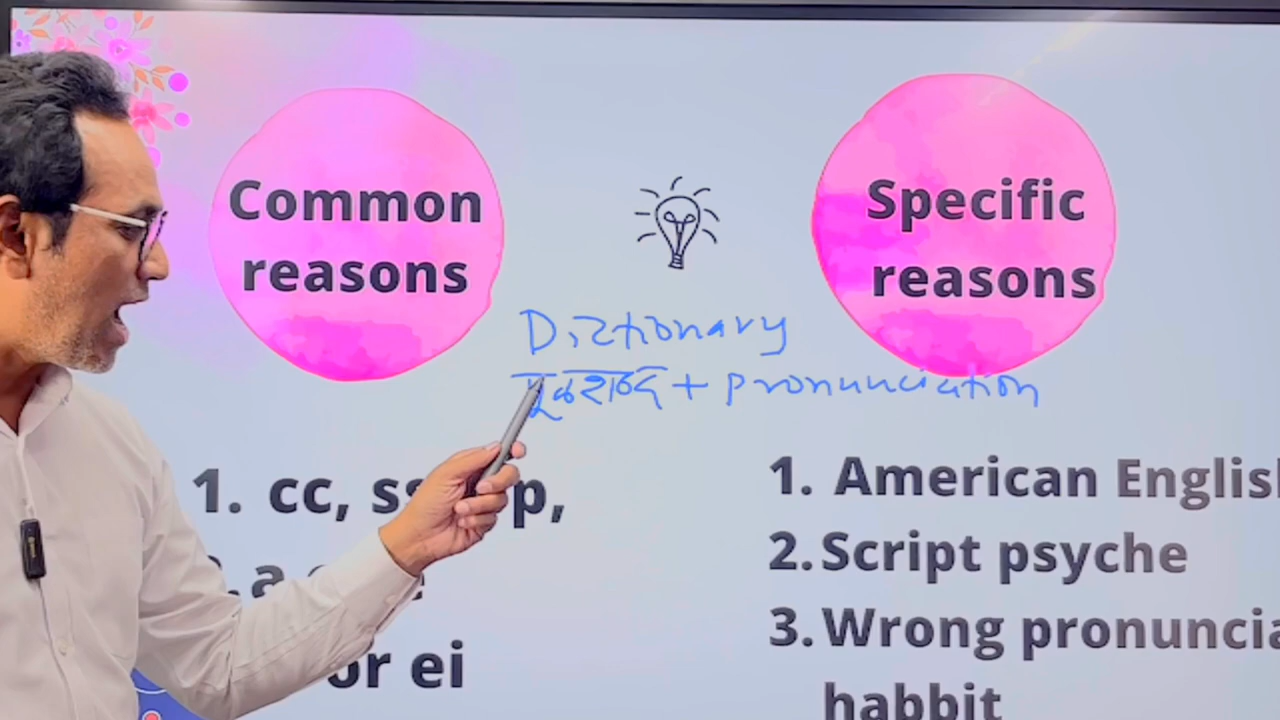 Common
reasons
Specific
reasons
Dictionary
+ Pronunciation
1. cc, ss, p,
or ei
1. American English
2. Script psyche
3. Wrong pronuncia
habbit